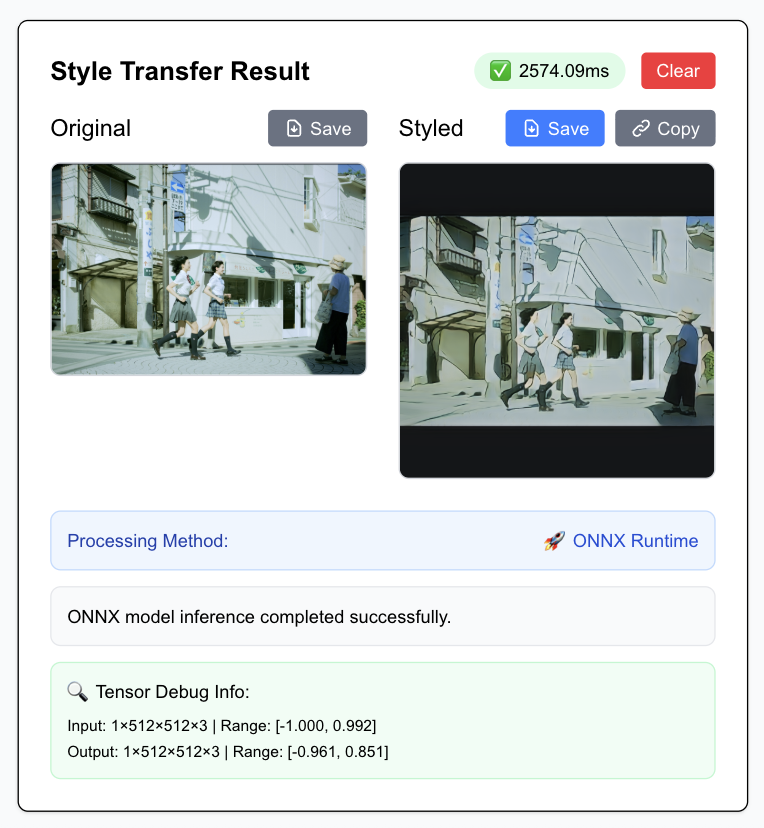 Style Transfer Result
✅ 2574.09ms
Clear
Original
Save
Styled
Save
Copy
Processing Method:
🚀 ONNX Runtime
ONNX model inference completed successfully.
🔍 Tensor Debug Info:
Input: 1×512×512×3 | Range: [-1.000, 0.992]
Output: 1×512×512×3 | Range: [-0.961, 0.851]